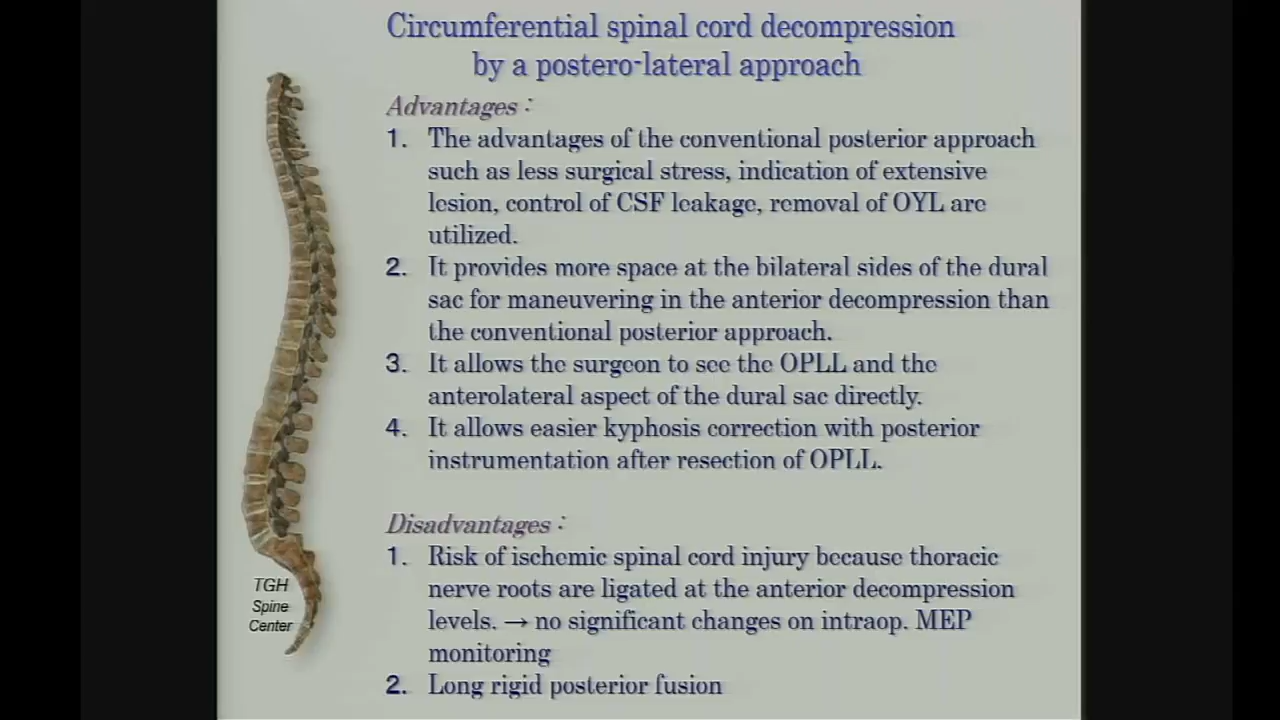 Circumferential spinal cord decompression
by a postero-lateral approach
Advantages :
1. The advantages of the conventional posterior approach
such as less surgical stress, indication of extensive
lesion, control of CSF leakage, removal of OYL are
utilized.
2. It provides more space at the bilateral sides of the dural
sac for maneuvering in the anterior decompression than
the conventional posterior approach.
3. It allows the surgeon to see the OPLL and the
anterolateral aspect of the dural sac directly.
4. It allows easier kyphosis correction with posterior
instrumentation after resection of OPLL.
Disadvantages :
1. Risk of ischemic spinal cord injury because thoracic
nerve roots are ligated at the anterior decompression
levels. → no significant changes on intraop. MEP
monitoring
2. Long rigid posterior fusion
TGH
Spine
Center